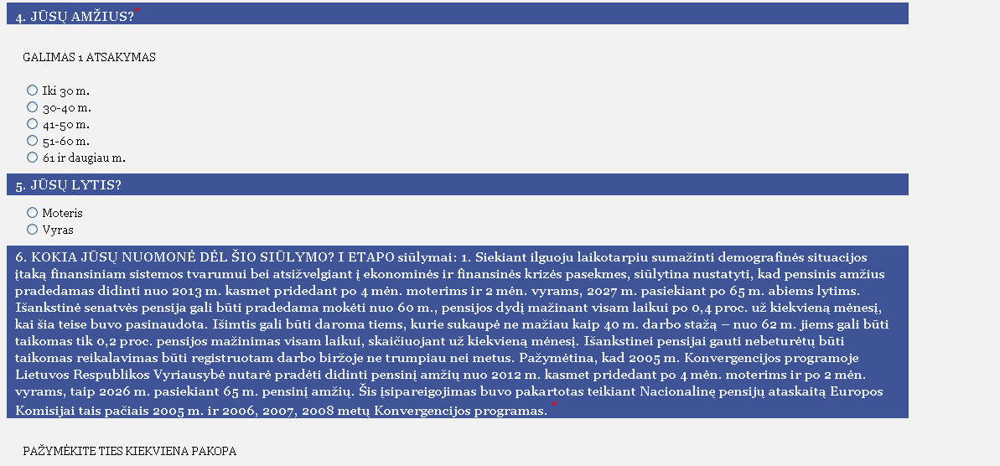 4. JŪSŲ AMŽIUS?*
GALIMAS 1 ATSAKYMAS
Iki 30 m.
30-40 m.
41-50 m.
51-60 m.
61 ir daugiau m.
5. JŪSŲ LYTIS?
Moteris
Vyras
6. KOKIA JŪSŲ NUOMONĖ DĖL ŠIO SIŪLYMO? I ETAPO siūlymai: 1. Siekiant ilguoju laikotarpiu sumažinti demografinės situacijos
įtaką finansiniam sistemos tvarumui bei atsižvelgiant į ekonominės ir finansinės krizės pasekmes, siūlytina nustatyti, kad pensinis amžius
pradedamas didinti nuo 2013 m. kasmet pridedant po 4 mėn. moterims ir 2 mėn. vyrams, 2027 m. pasiekiant po 65 m. abiems lytims.
Išankstinė senatvės pensija gali būti pradedama mokėti nuo 60 m., pensijos dydį mažinant visam laikui po 0,4 proc. už kiekvieną mėnesį,
kai šia teise buvo pasinaudota. Išimtis gali būti daroma tiems, kurie sukaupė ne mažiau kaip 40 m. darbo stažą – nuo 62 m. jiems gali būti
taikomas tik 0,2 proc. pensijos mažinimas visam laikui, skaičiuojant už kiekvieną mėnesį. Išankstinei pensijai gauti nebeturėtų būti
taikomas reikalavimas būti registruotam darbo biržoje ne trumpiau nei metus. Pažymėtina, kad 2005 m. Konvergencijos programoje
Lietuvos Respublikos Vyriausybė nutarė pradėti didinti pensinį amžių nuo 2012 m. kasmet pridedant po 4 mėn. moterims ir po 2 mėn.
vyrams, taip 2026 m. pasiekiant 65 m. pensinį amžių. Šis įsipareigojimas buvo pakartotas teikiant Nacionalinę pensijų ataskaitą Europos
Komisijai tais pačiais 2005 m. ir 2006, 2007, 2008 metų Konvergencijos programas. *
PAŽYMĖKITE TIES KIEKVIENA PAKOPA